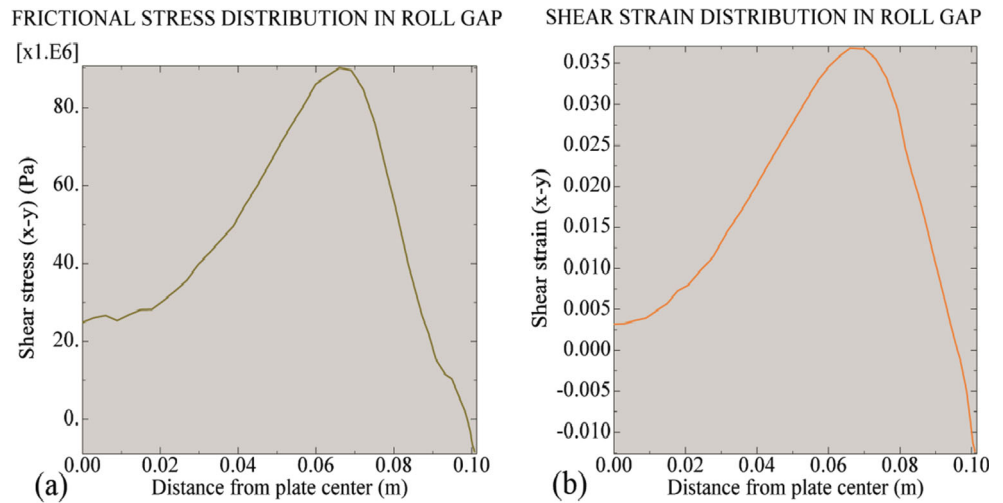 FRICTIONAL STRESS DISTRIBUTION IN ROLL GAP
[x1.E6]
Shear stress (x-y) (Pa)
80.
60.
40.
20.
0.
0.00 0.02 0.04 0.06 0.08 0.10
Distance from plate center (m)
(a)
SHEAR STRAIN DISTRIBUTION IN ROLL GAP
Shear strain (x-y)
0.035
0.030
0.025
0.020
0.015
0.010
0.005
0.000
-0.005
-0.010
0.00 0.02 0.04 0.06 0.08 0.10
Distance from plate center (m)
(b)